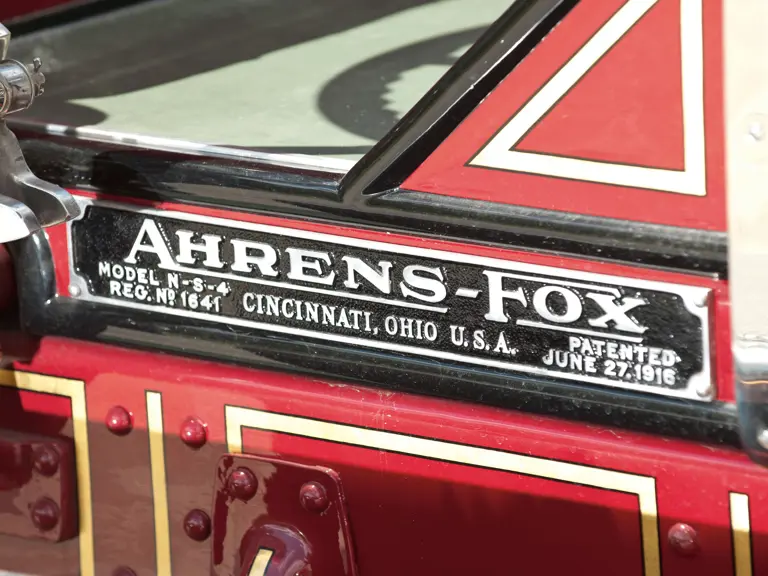 AHRENS-FOX
MODEL N-S-4
REG. Nº 1641
CINCINNATI, OHIO U.S.A.
PATENTED
JUNE 27, 1916